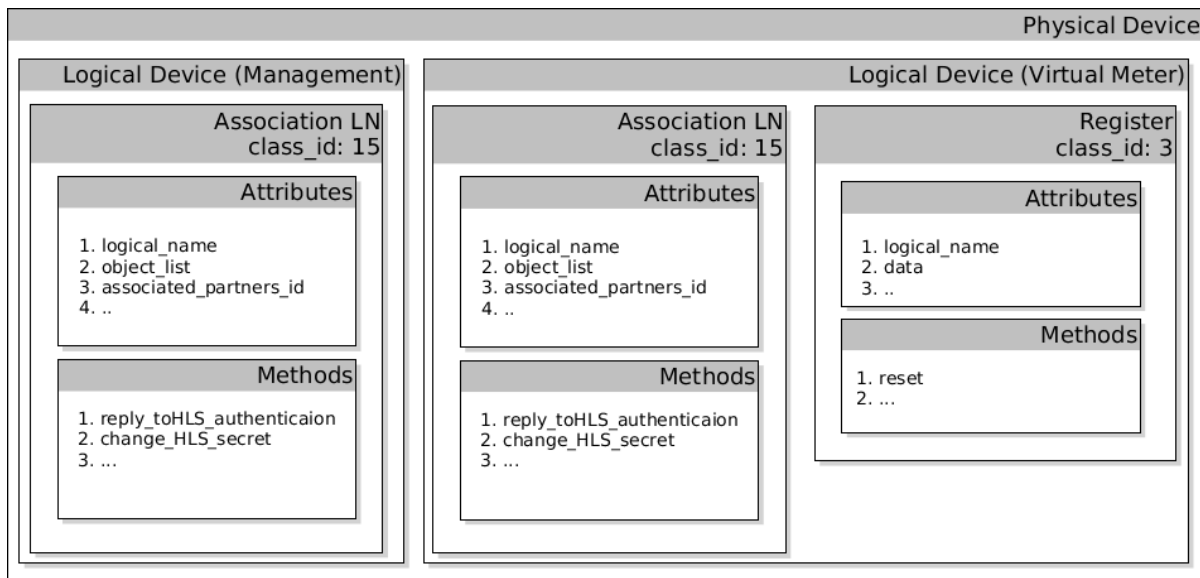 Physical Device
Logical Device (Management)
Association LN
class_id: 15
Attributes
1. logical_name
2. object_list
3. associated_partners_id
4. ..
Methods
1. reply_toHLS_authenticaion
2. change_HLS_secret
3. ...
Logical Device (Virtual Meter)
Association LN
class_id: 15
Attributes
1. logical_name
2. object_list
3. associated_partners_id
4. ..
Methods
1. reply_toHLS_authenticaion
2. change_HLS_secret
3. ...
Register
class_id: 3
Attributes
1. logical_name
2. data
3. ..
Methods
1. reset
2. ...